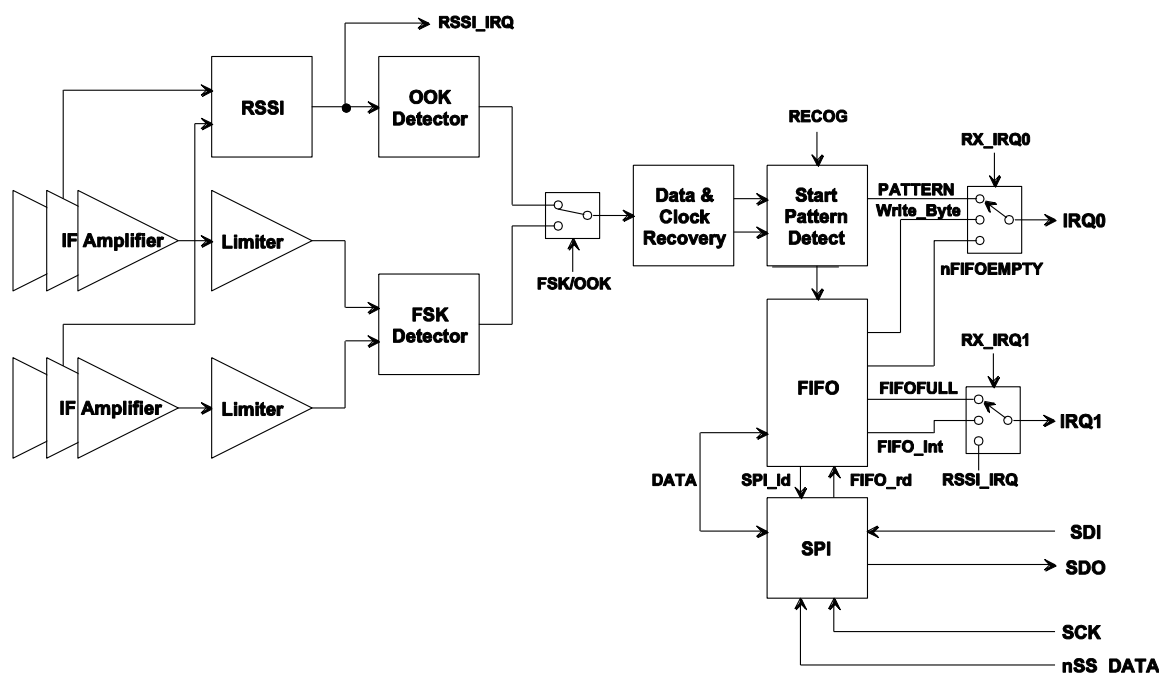 RSSI_IRQ
RSSI
OOK
Detector
RECOG
RX_IRQ0
Data &
Clock
Recovery
Start
Pattern
Detect
PATTERN
Write_Byte
IRQ0
nFIFOEMPTY
IF Amplifier
Limiter
FSK/OOK
FSK
Detector
RX_IRQ1
FIFO
FIFOFULL
IRQ1
FIFO_Int
IF Amplifier
Limiter
DATA
SPI_ld
FIFO_rd
RSSI_IRQ
SPI
SDI
SDO
SCK
nSS_DATA